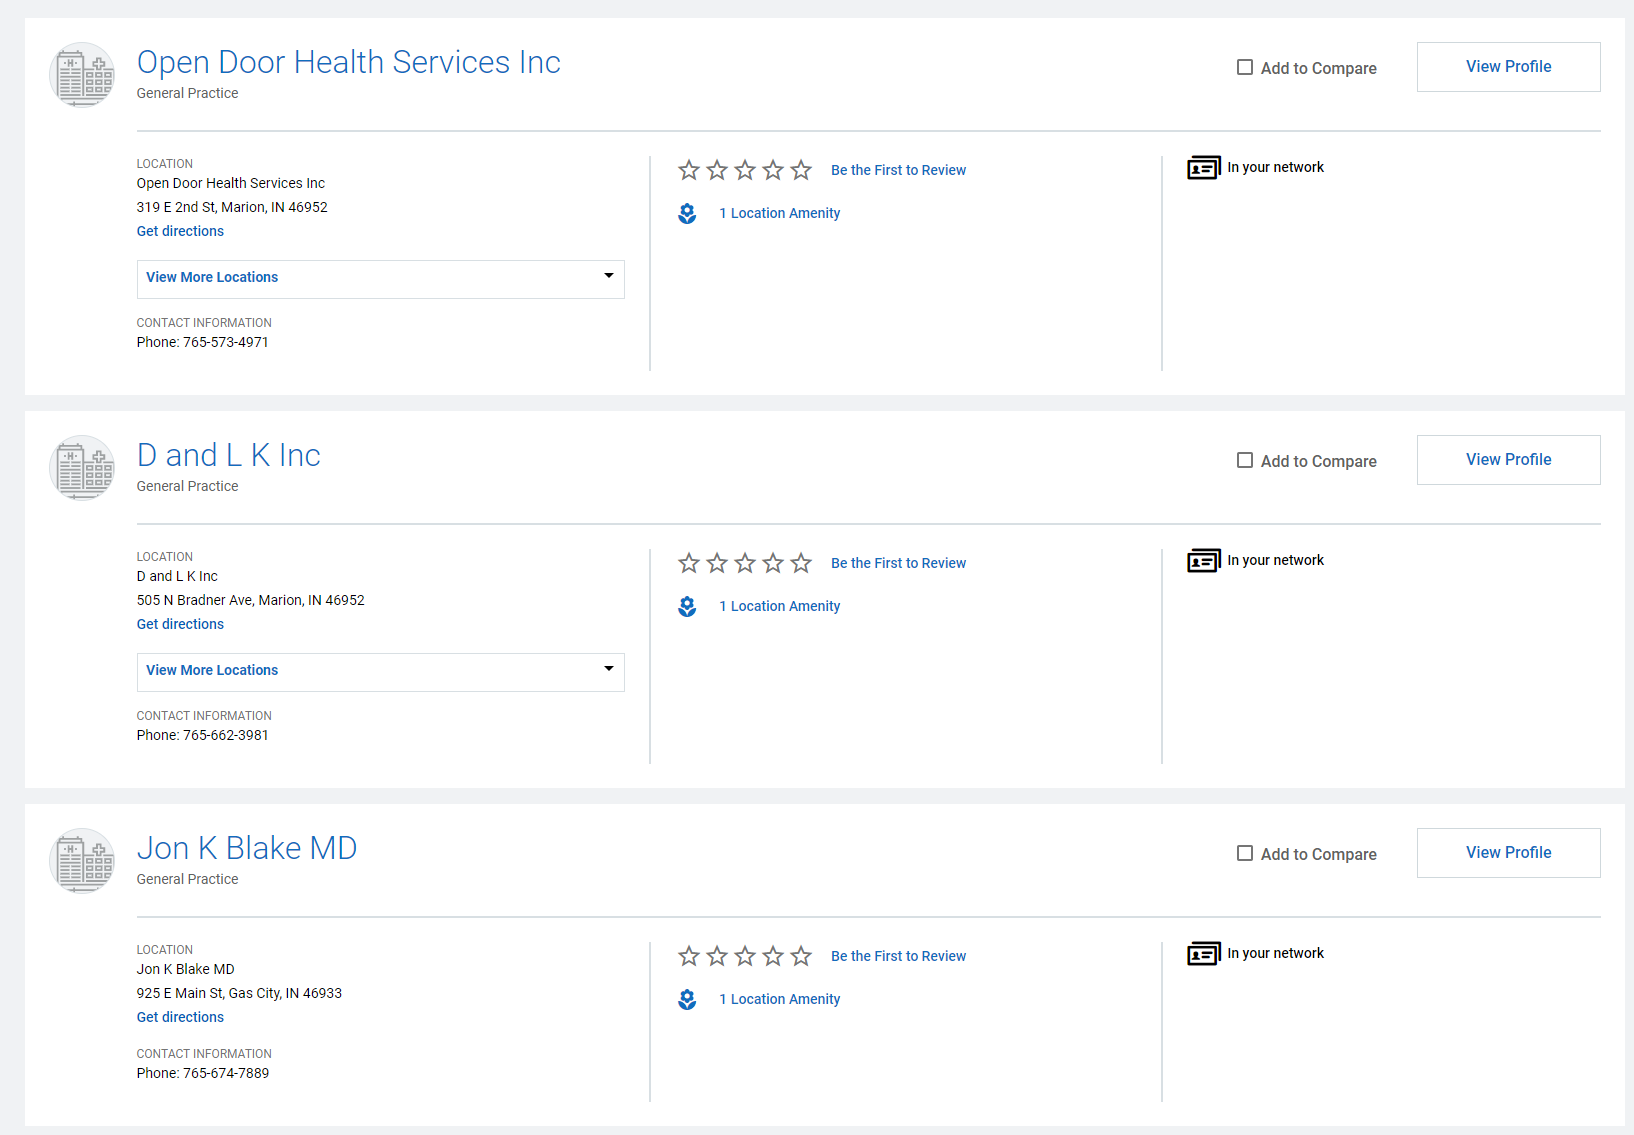 Open Door Health Services Inc
General Practice
Add to Compare
View Profile
LOCATION
Open Door Health Services Inc
319 E 2nd St, Marion, IN 46952
Get directions
View More Locations
CONTACT INFORMATION
Phone: 765-573-4971
Be the First to Review
1 Location Amenity
In your network
D and L K Inc
General Practice
Add to Compare
View Profile
LOCATION
D and L K Inc
505 N Bradner Ave, Marion, IN 46952
Get directions
View More Locations
CONTACT INFORMATION
Phone: 765-662-3981
Be the First to Review
1 Location Amenity
In your network
Jon K Blake MD
General Practice
Add to Compare
View Profile
LOCATION
Jon K Blake MD
925 E Main St, Gas City, IN 46933
Get directions
CONTACT INFORMATION
Phone: 765-674-7889
Be the First to Review
1 Location Amenity
In your network